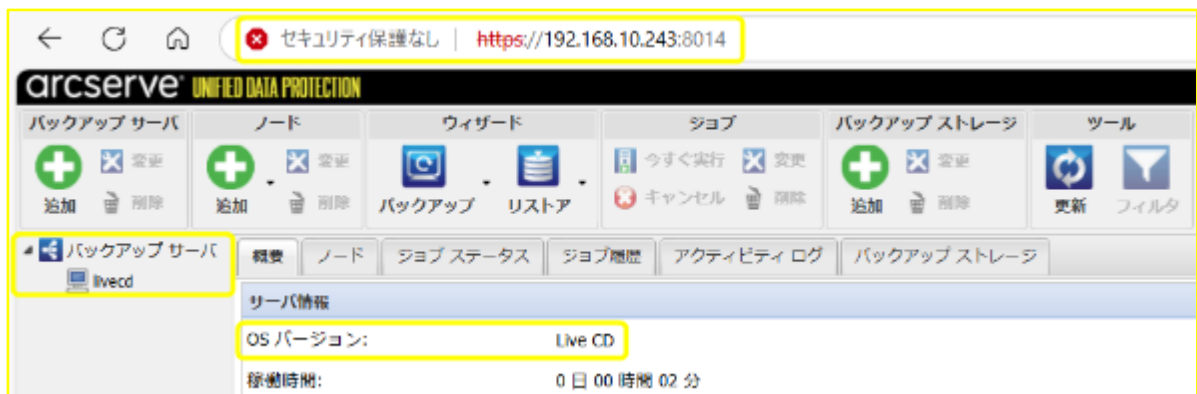 セキュリティ保護なし | https://192.168.10.243:8014
arcserve® UNIFIED DATA PROTECTION
バックアップ サーバ ノード ウィザード ジョブ バックアップ ストレージ ツール
追加 変更 削除 追加 変更 削除 バックアップ リストア 今すぐ実行 変更 キャンセル 削除 追加 変更 削除 更新 フィルタ
バックアップ サーバ
livecd
概要 ノード ジョブ ステータス ジョブ履歴 アクティビティ ログ バックアップ ストレージ
サーバ情報
OS バージョン: Live CD
稼働時間: 0 日 00 時間 02 分